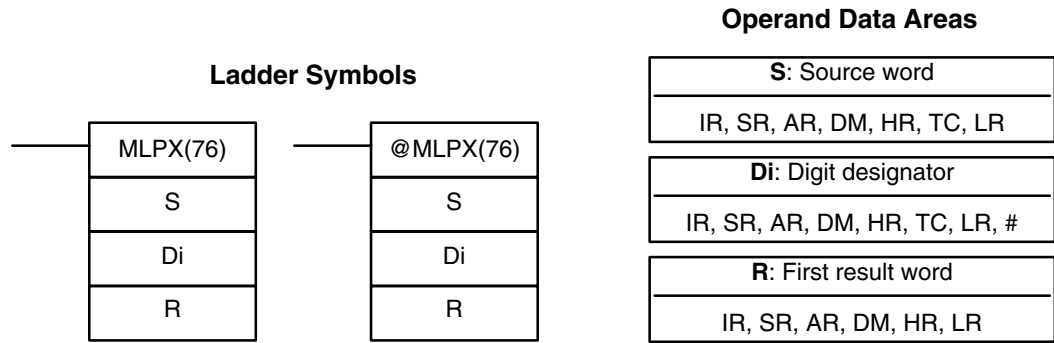 Ladder Symbols
MLPX(76)
S
Di
R
@MLPX(76)
S
Di
R
Operand Data Areas
S: Source word
IR, SR, AR, DM, HR, TC, LR
Di: Digit designator
IR, SR, AR, DM, HR, TC, LR, #
R: First result word
IR, SR, AR, DM, HR, LR